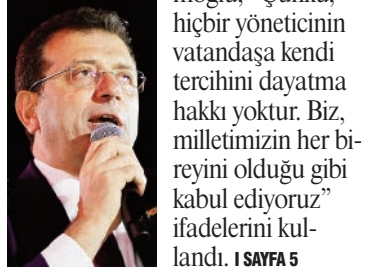 hiçbir yöneticinin
vatandaşa kendi
tercihini dayatma
hakkı yoktur. Biz,
milletimizin her bi-
reyini olduğu gibi
kabul ediyoruz”
ifadelerini kul-
landı. I SAYFA 5